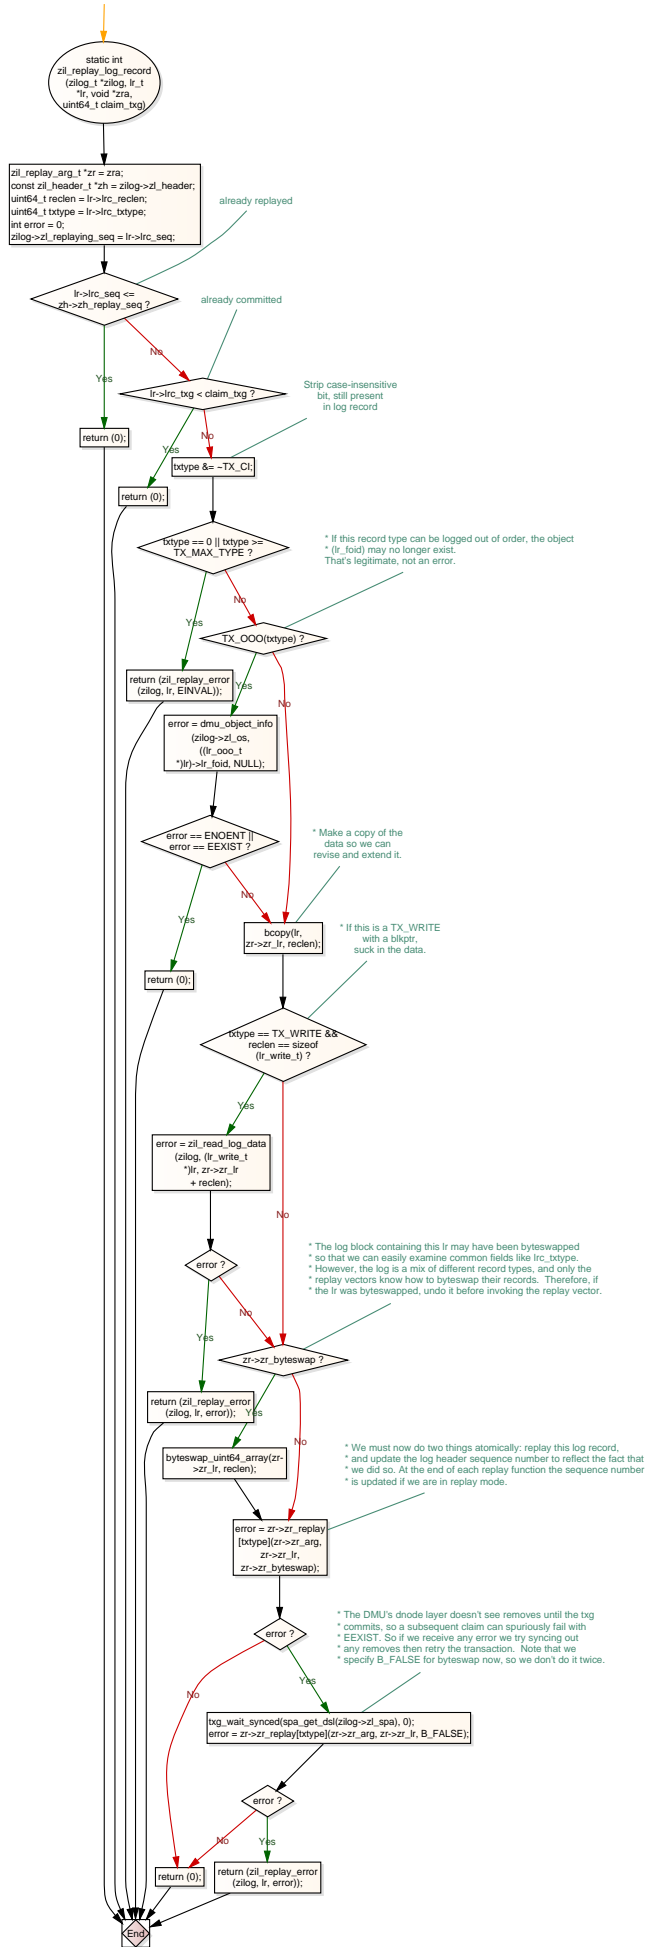 static int
zil_replay_log_record
(zilog_t *zilog, lr_t
*lr, void *zra,
uint64_t claim_txg)
zil_replay_arg_t *zr = zra;
const zil_header_t *zh = zilog->zl_header;
uint64_t reclen = lr->lrc_reclen;
uint64_t txtype = lr->lrc_txtype;
int error = 0;
zilog->zl_replaying_seq = lr->lrc_seq;
already replayed
lr->lrc_seq <=
zh->zh_replay_seq ?
already committed
No
Yes
lr->lrc_txg < claim_txg ?
Strip case-insensitive
bit, still present
in log record
return (0);
No
Yes
txtype &= ~TX_CI;
return (0);
txtype == 0 || txtype >=
TX_MAX_TYPE ?
* If this record type can be logged out of order, the object
* (lr_foid) may no longer exist.
That's legitimate, not an error.
No
Yes
TX_OOO(txtype) ?
return (zil_replay_error
(zilog, lr, EINVAL));
Yes
No
error = dmu_object_info
(zilog->zl_os,
((lr_ooo_t
*)lr)->lr_foid, NULL);
error == ENOENT ||
error == EEXIST ?
* Make a copy of the
data so we can
revise and extend it.
No
Yes
bcopy(lr,
zr->zr_lr, reclen);
* If this is a TX_WRITE
with a blkptr,
suck in the data.
return (0);
txtype == TX_WRITE &&
reclen == sizeof
(lr_write_t) ?
Yes
error = zil_read_log_data
(zilog, (lr_write_t
*)lr, zr->zr_lr
+ reclen);
No
* The log block containing this lr may have been byteswapped
* so that we can easily examine common fields like lrc_txtype.
* However, the log is a mix of different record types, and only the
* replay vectors know how to byteswap their records.  Therefore, if
* the lr was byteswapped, undo it before invoking the replay vector.
error ?
No
Yes
zr->zr_byteswap ?
return (zil_replay_error
(zilog, lr, error));
Yes
No
byteswap_uint64_array(zr-
>zr_lr, reclen);
* We must now do two things atomically: replay this log record,
* and update the log header sequence number to reflect the fact that
* we did so. At the end of each replay function the sequence number
* is updated if we are in replay mode.
error = zr->zr_replay
[txtype](zr->zr_arg,
zr->zr_lr,
zr->zr_byteswap);
* The DMU's dnode layer doesn't see removes until the txg
* commits, so a subsequent claim can spuriously fail with
* EEXIST. So if we receive any error we try syncing out
* any removes then retry the transaction.  Note that we
* specify B_FALSE for byteswap now, so we don't do it twice.
error ?
Yes
No
txg_wait_synced(spa_get_dsl(zilog->zl_spa), 0);
error = zr->zr_replay[txtype](zr->zr_arg, zr->zr_lr, B_FALSE);
error ?
No
Yes
return (0);
return (zil_replay_error
(zilog, lr, error));
End